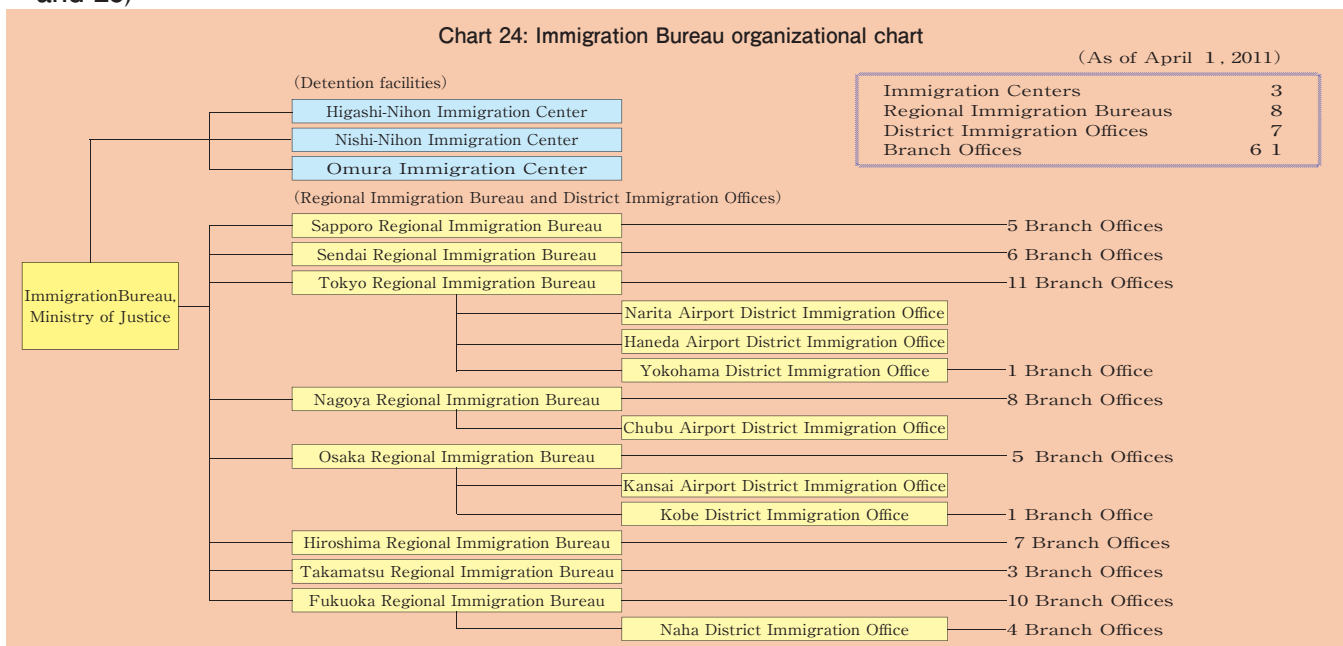 and 25)
Chart 24: Immigration Bureau organizational chart
(As of April 1, 2011)
(Detention facilities)
Immigration Centers 3
Regional Immigration Bureaus 8
District Immigration Offices 7
Branch Offices 6 1
Higashi-Nihon Immigration Center
Nishi-Nihon Immigration Center
Omura Immigration Center
(Regional Immigration Bureau and District Immigration Offices)
Sapporo Regional Immigration Bureau 5 Branch Offices
Sendai Regional Immigration Bureau 6 Branch Offices
Tokyo Regional Immigration Bureau 11 Branch Offices
ImmigrationBureau,
Ministry of Justice
Narita Airport District Immigration Office
Haneda Airport District Immigration Office
Yokohama District Immigration Office 1 Branch Office
Nagoya Regional Immigration Bureau 8 Branch Offices
Chubu Airport District Immigration Office
Osaka Regional Immigration Bureau 5 Branch Offices
Kansai Airport District Immigration Office
Kobe District Immigration Office 1 Branch Office
Hiroshima Regional Immigration Bureau 7 Branch Offices
Takamatsu Regional Immigration Bureau 3 Branch Offices
Fukuoka Regional Immigration Bureau 10 Branch Offices
Naha District Immigration Office 4 Branch Offices